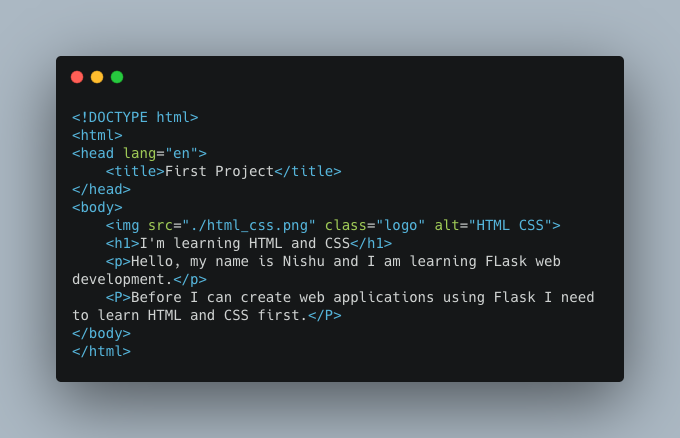 <!DOCTYPE html>
<html>
<head lang="en">
    <title>First Project</title>
</head>
<body>
    <img src="./html_css.png" class="logo" alt="HTML CSS">
    <h1>I'm learning HTML and CSS</h1>
    <p>Hello, my name is Nishu and I am learning FLask web
development.</p>
    <P>Before I can create web applications using Flask I need
to learn HTML and CSS first.</P>
</body>
</html>